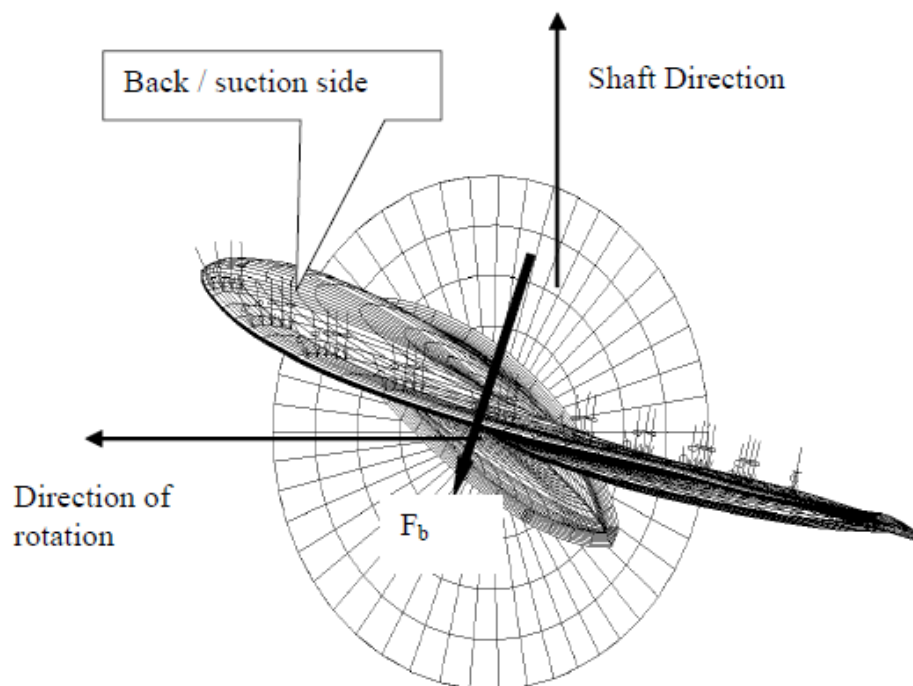 Back / suction side
Shaft Direction
Direction of
rotation
F_b